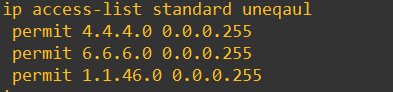 ip access-list standard uneqaul
permit 4.4.4.0 0.0.0.255
permit 6.6.6.0 0.0.0.255
permit 1.1.46.0 0.0.0.255